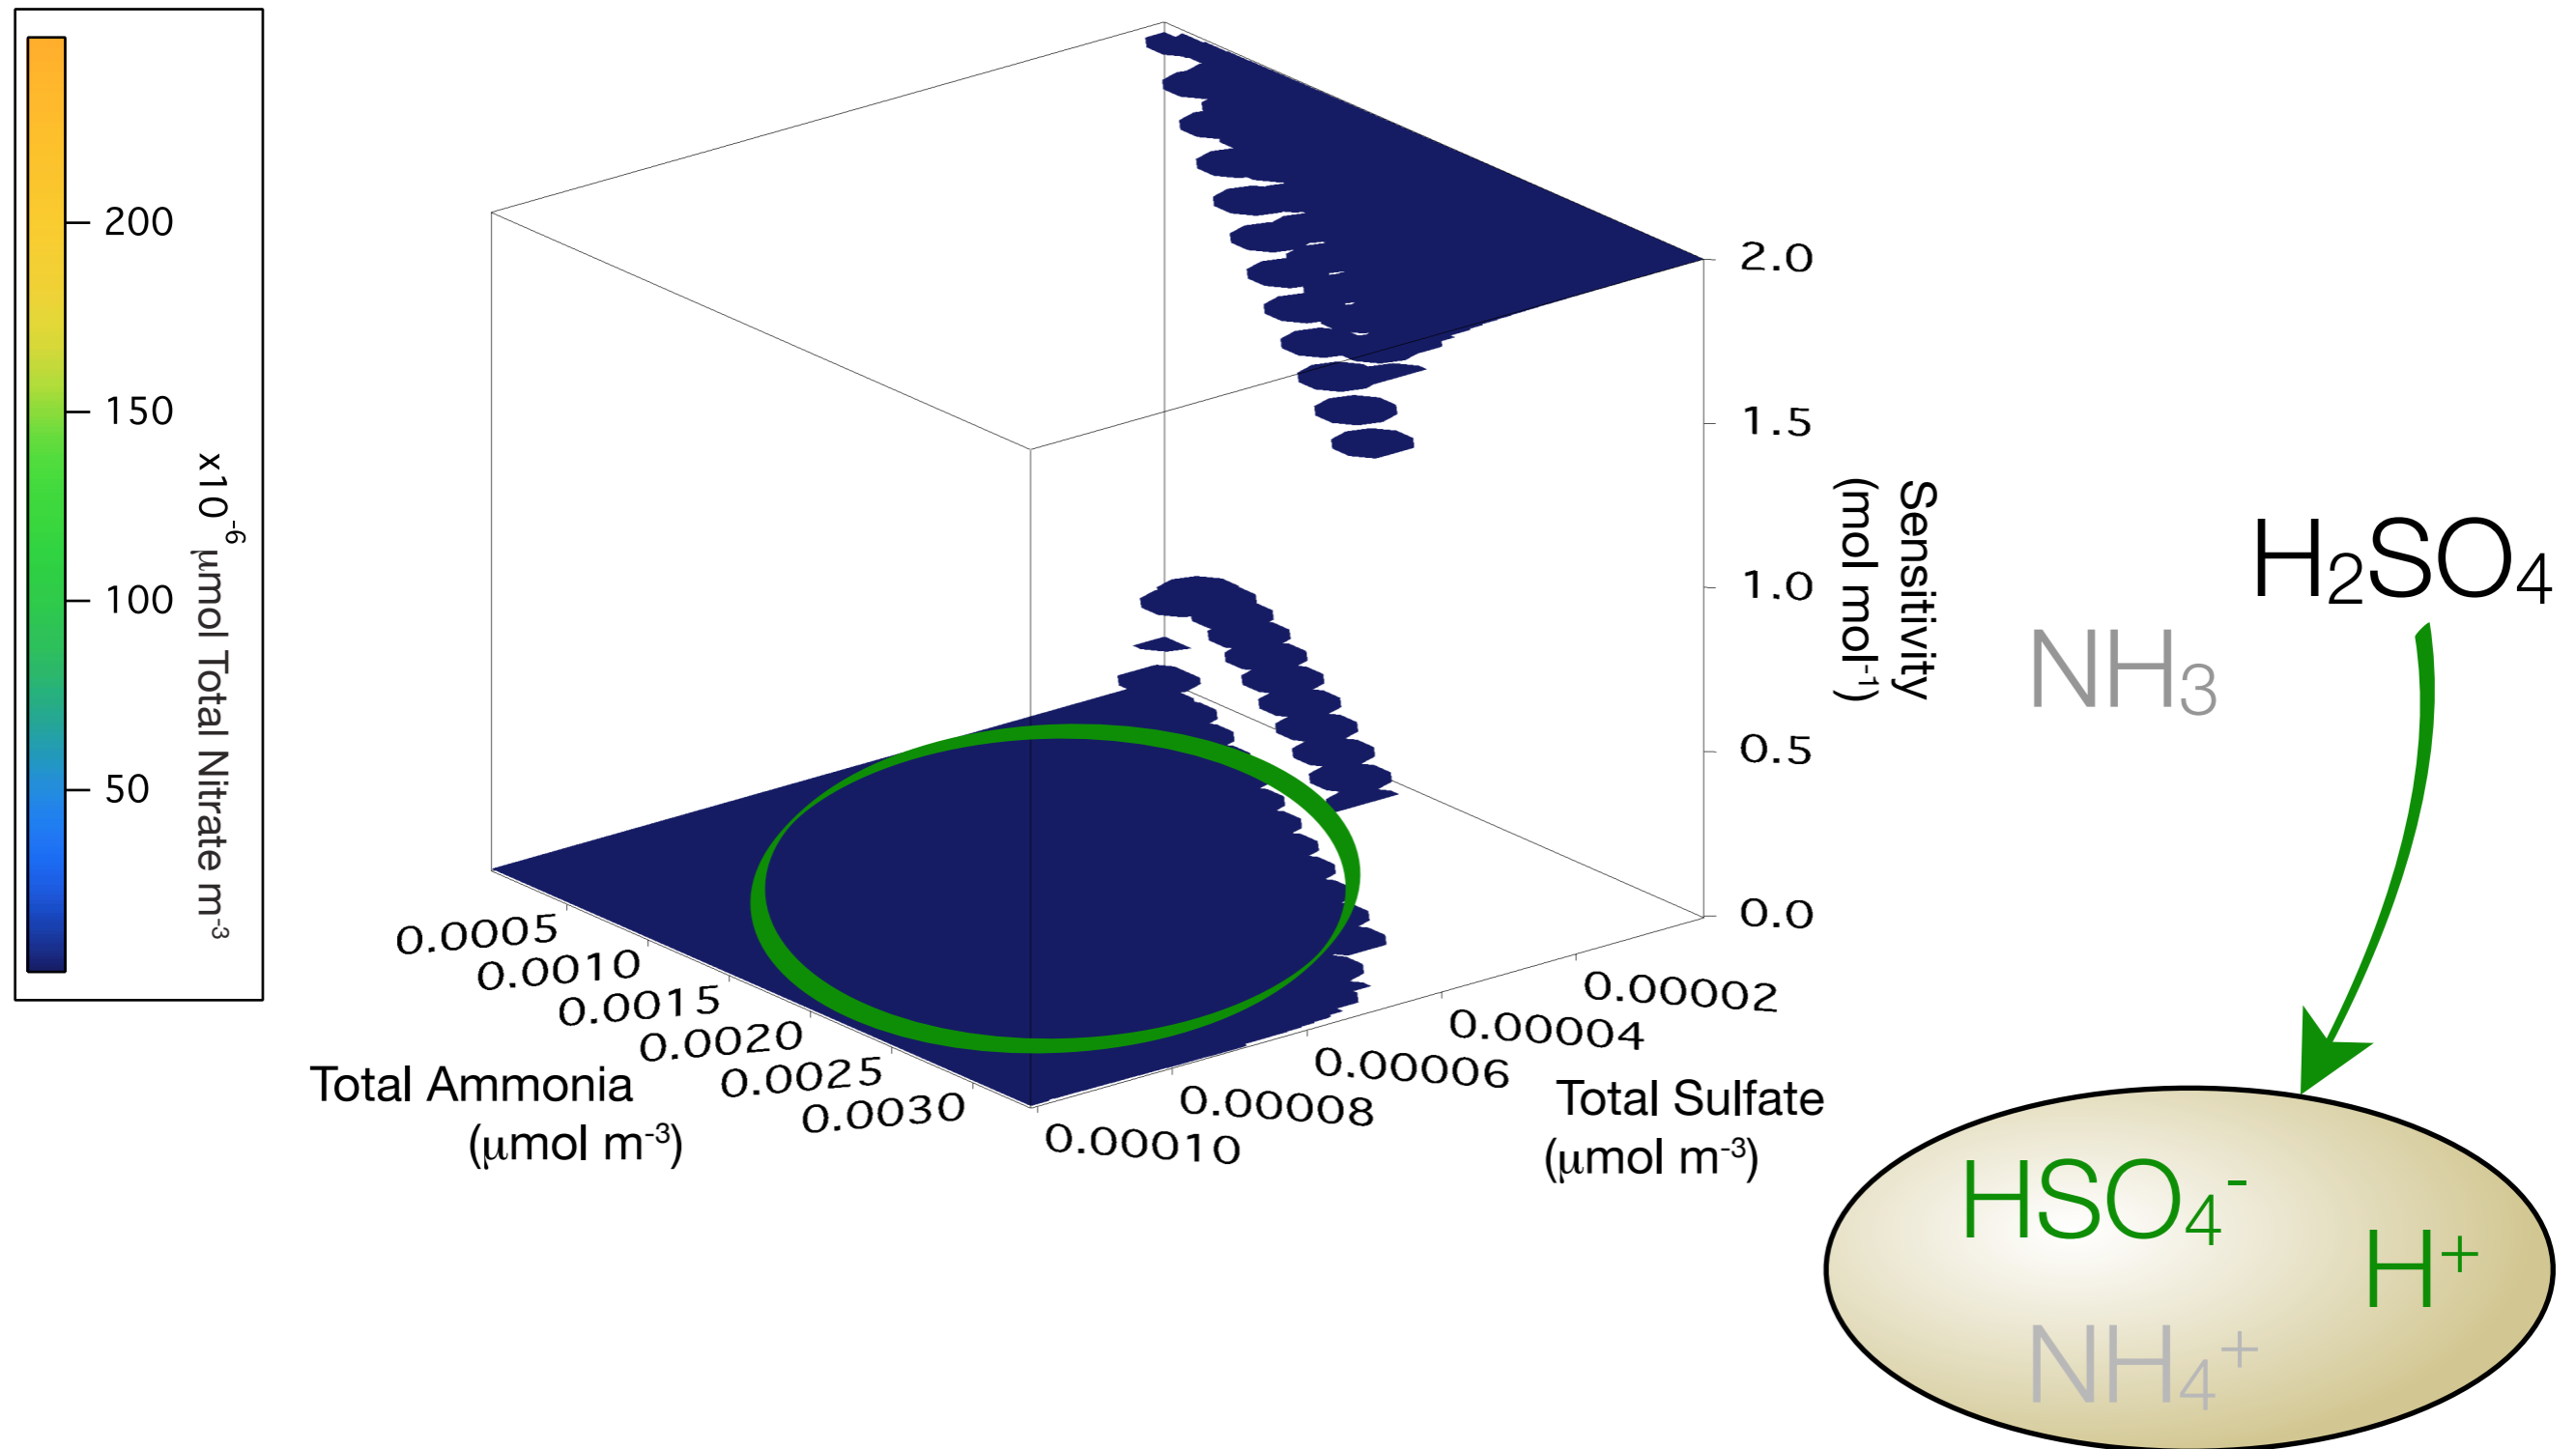 200
150
100
50
x10⁻⁶ μmol Total Nitrate m⁻³
2.0
1.5
1.0
0.5
0.0
Sensitivity
(mol mol⁻¹)
0.0005
0.0010
0.0015
0.0020
0.0025
0.0030
Total Ammonia
(μmol m⁻³)
0.00002
0.00004
0.00006
0.00008
0.00010
Total Sulfate
(μmol m⁻³)
H₂SO₄
NH₃
HSO₄⁻
H⁺
NH₄⁺